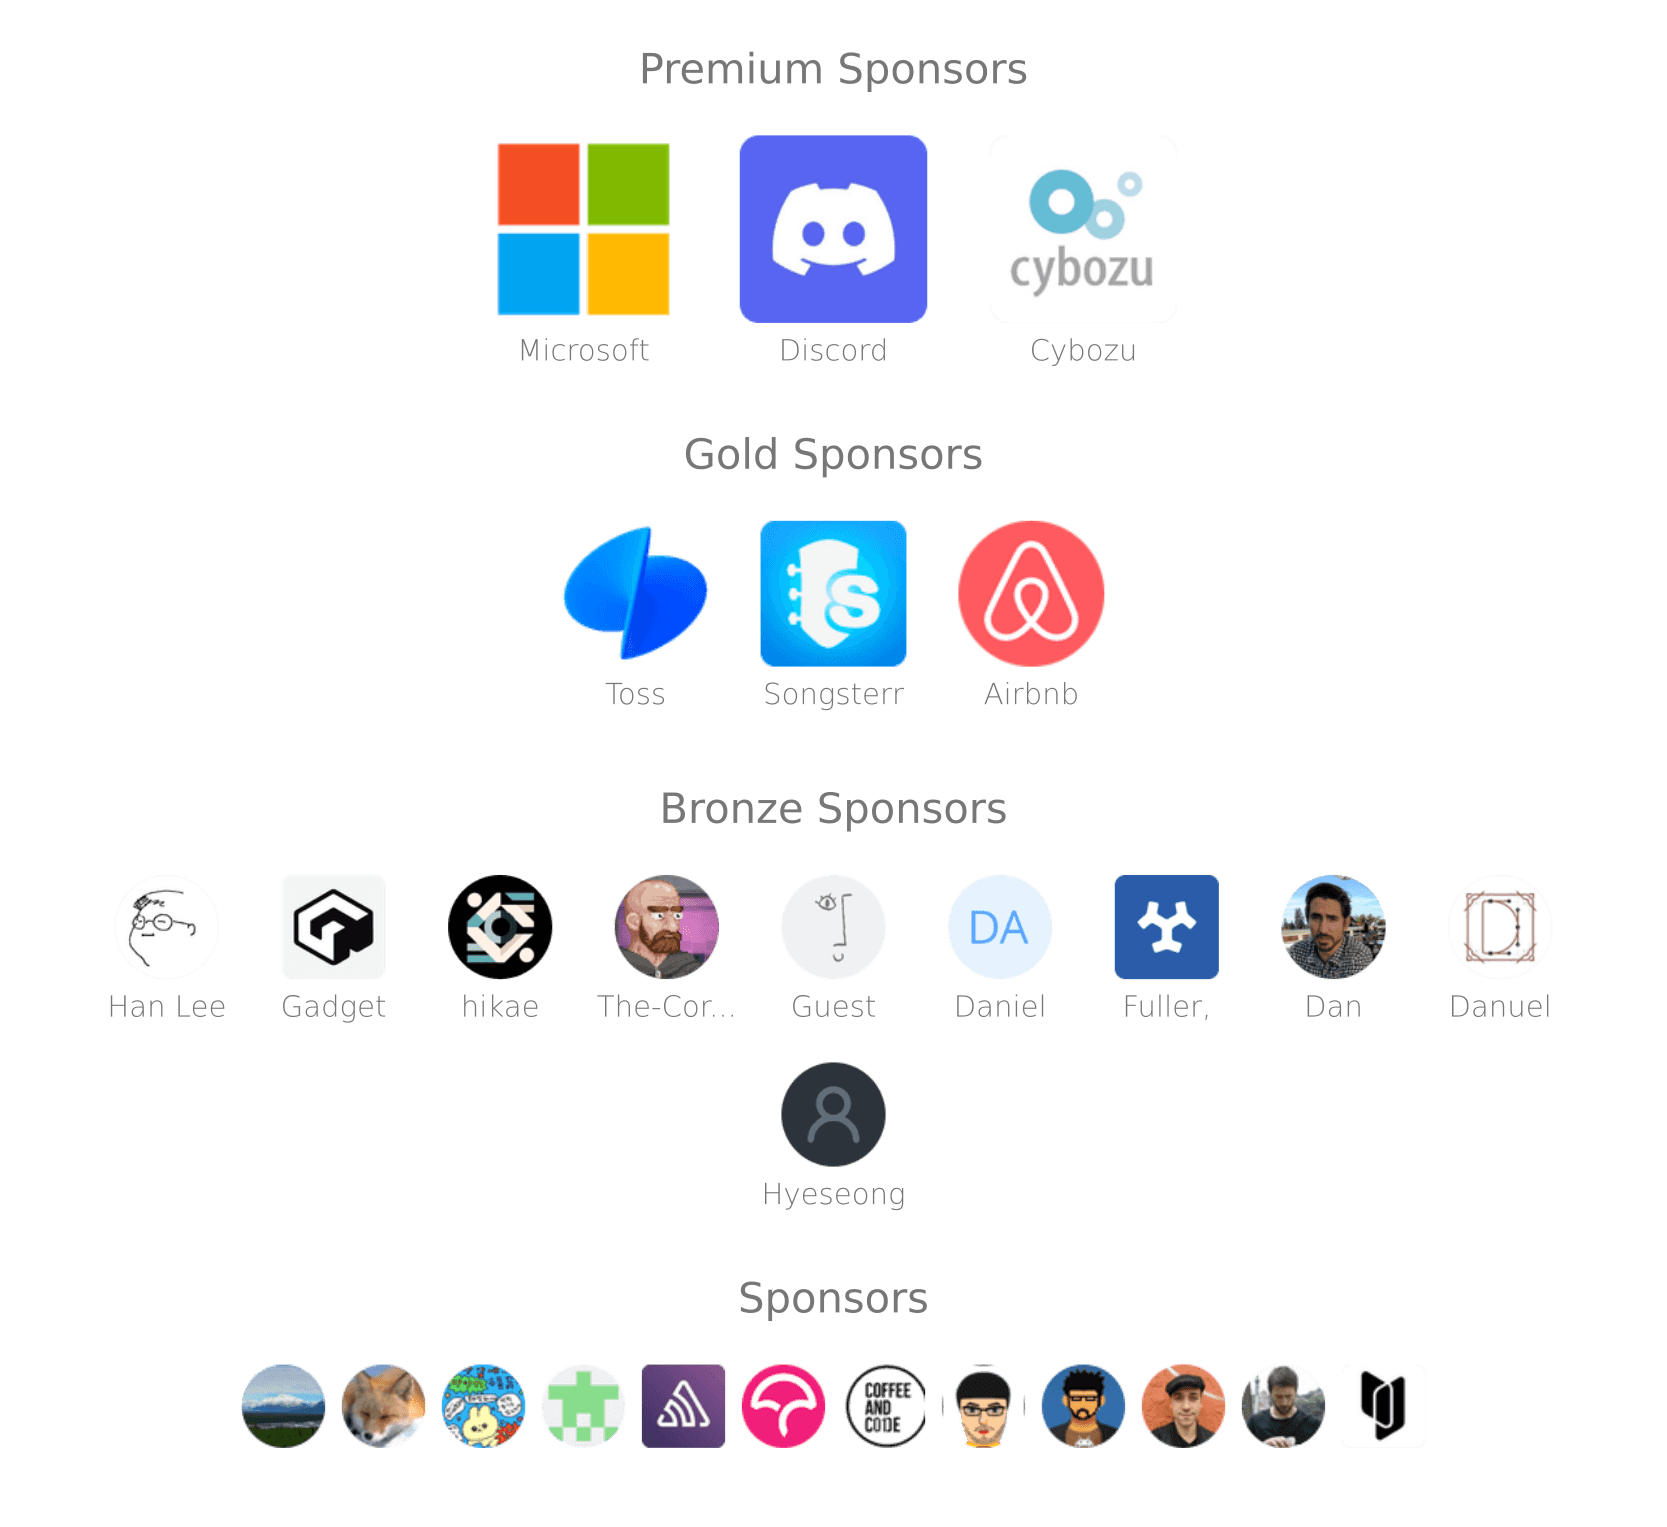 Premium Sponsors
cybozu
Microsoft Discord Cybozu
Gold Sponsors
S
Toss Songsterr Airbnb
Bronze Sponsors
DA
Han Lee Gadget hikae The-Cor... Guest Daniel Fuller, Dan Danuel
Hyeseong
Sponsors
COFFEE
AND
CODE